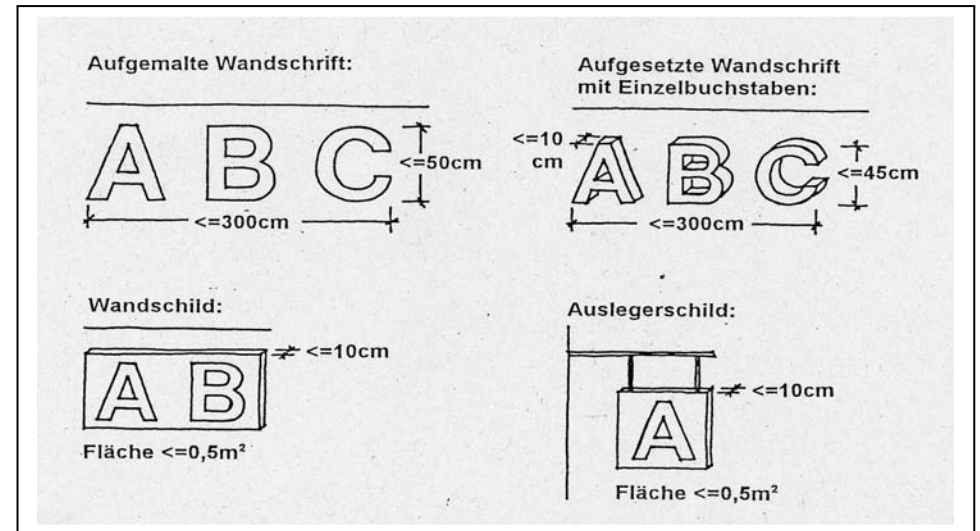 Aufgemalte Wandschrift:
A B C
<=50cm
<=300cm
Aufgesetzte Wandschrift
mit Einzelbuchstaben:
<=10
cm
A B C
<=45cm
<=300cm
Wandschild:
<=10cm
A B
Fläche <=0,5m²
Auslegerschild:
<=10cm
A
Fläche <=0,5m²